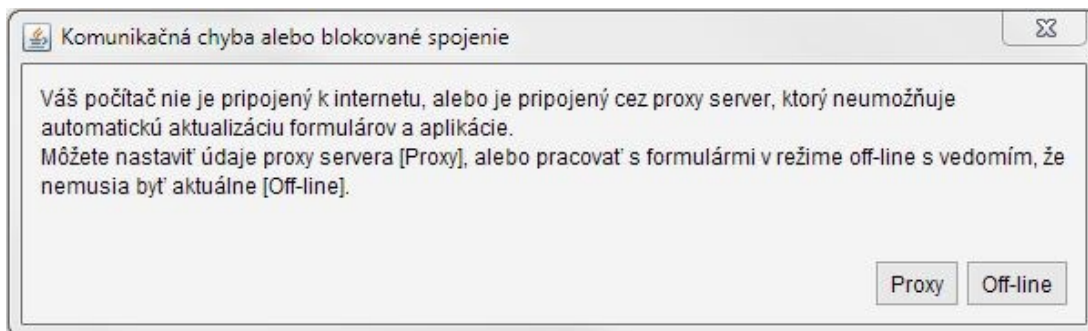 Komunikačná chyba alebo blokované spojenie
Váš počítač nie je pripojený k internetu, alebo je pripojený cez proxy server, ktorý neumožňuje
automatickú aktualizáciu formulárov a aplikácie.
Môžete nastaviť údaje proxy servera [Proxy], alebo pracovať s formulármi v režime off-line s vedomím, že
nemusia byť aktuálne [Off-line].
Proxy Off-line